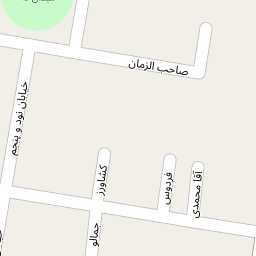 صاحب الزمان
خیابان نود و پنجم
کشاورز
فردوس
آقا محمدی
جمالو